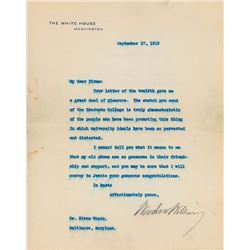 THE WHITE HOUSE
WASHINGTON
September 17, 1913
My dear Hiram:
Your letter of the twelfth gave me
a great deal of pleasure. The sketch you send
of the Graduate College is truly characteristic
of the people who have been promoting this thing
in which university ideals have been so perverted
and distorted.
I cannot tell you what it means to me
that my old chums are so generous in their friend-
ship and support, and you may be sure that I will
convey to Jessie your generous congratulations.
In haste
Affectionately yours,
Woodrow Wilson
Dr. Hiram Woods,
Baltimore, Maryland.